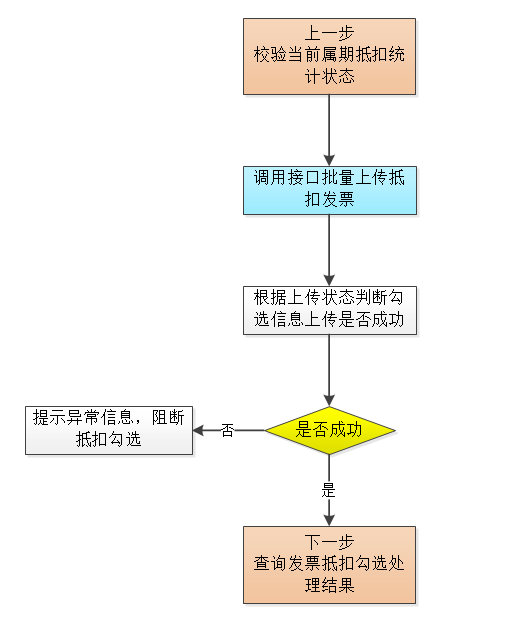 上一步
校验当前属期抵扣统
计状态
调用接口批量上传抵
扣发票
根据上传状态判断勾
选信息上传是否成功
提示异常信息，阻断
抵扣勾选
否
是否成功
是
下一步
查询发票抵扣勾选处
理结果